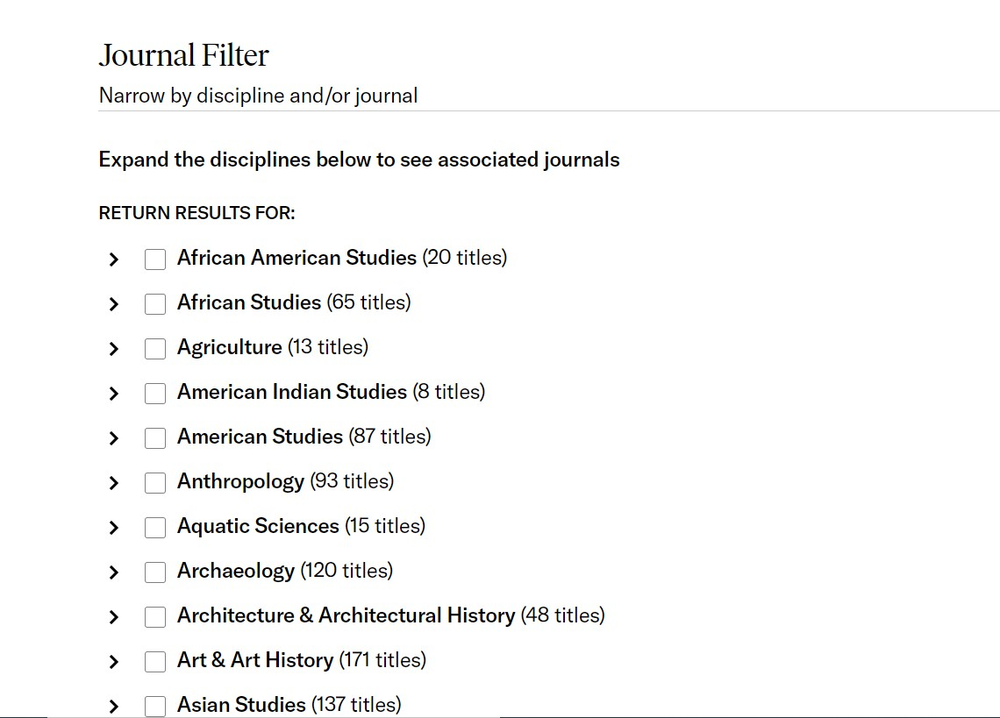 Journal Filter
Narrow by discipline and/or journal
Expand the disciplines below to see associated journals
RETURN RESULTS FOR:
African American Studies (20 titles)
African Studies (65 titles)
Agriculture (13 titles)
American Indian Studies (8 titles)
American Studies (87 titles)
Anthropology (93 titles)
Aquatic Sciences (15 titles)
Archaeology (120 titles)
Architecture & Architectural History (48 titles)
Art & Art History (171 titles)
Asian Studies (137 titles)